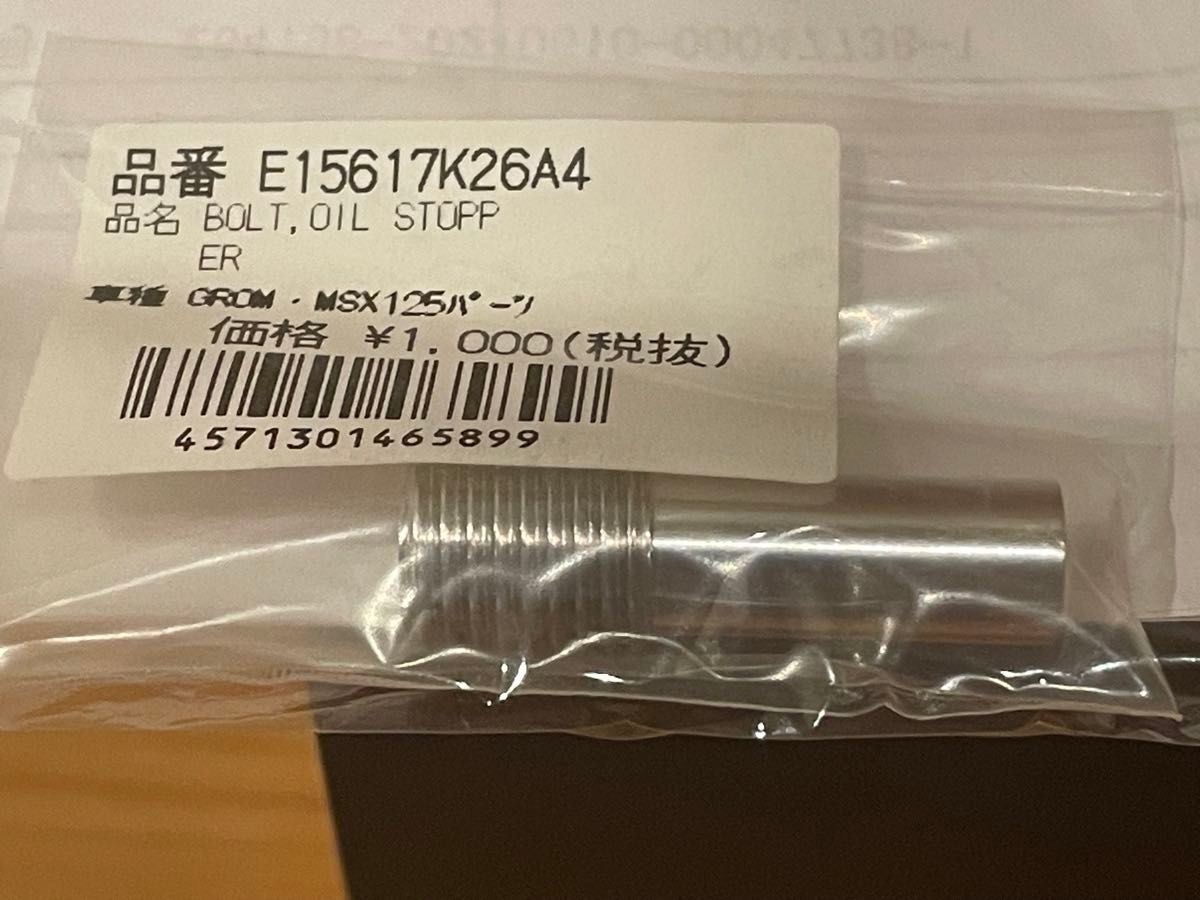 品番 E15617K26A4
品名 BOLT,OIL STOPP
ER
車種 GROM・MSX125パーツ
価格 ¥1,000(税抜)
4571301465899